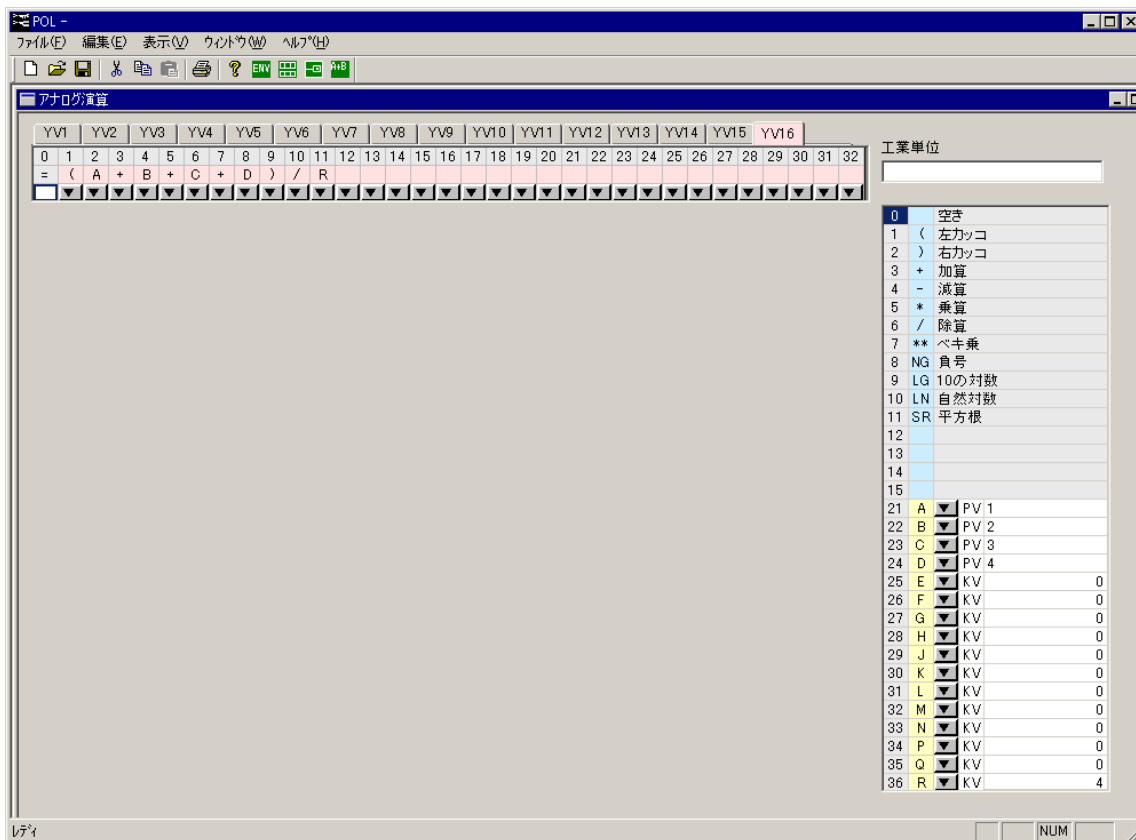 POL -
ファイル(F) 編集(E) 表示(V) ウィンドウ(W) ヘルプ(H)
ENV A+B
アナログ演算
YV1 YV2 YV3 YV4 YV5 YV6 YV7 YV8 YV9 YV10 YV11 YV12 YV13 YV14 YV15 YV16
0 1 2 3 4 5 6 7 8 9 10 11 12 13 14 15 16 17 18 19 20 21 22 23 24 25 26 27 28 29 30 31 32
= ( A + B + C + D ) / R
工業単位
0 空き
1 ( 左カッコ
2 ) 右カッコ
3 + 加算
4 - 減算
5 * 乗算
6 / 除算
7 ** ベキ乗
8 NG 負号
9 LG 10の対数
10 LN 自然対数
11 SR 平方根
12
13
14
15
21 A PV 1
22 B PV 2
23 C PV 3
24 D PV 4
25 E KV 0
26 F KV 0
27 G KV 0
28 H KV 0
29 J KV 0
30 K KV 0
31 L KV 0
32 M KV 0
33 N KV 0
34 P KV 0
35 Q KV 0
36 R KV 4
レディ NUM